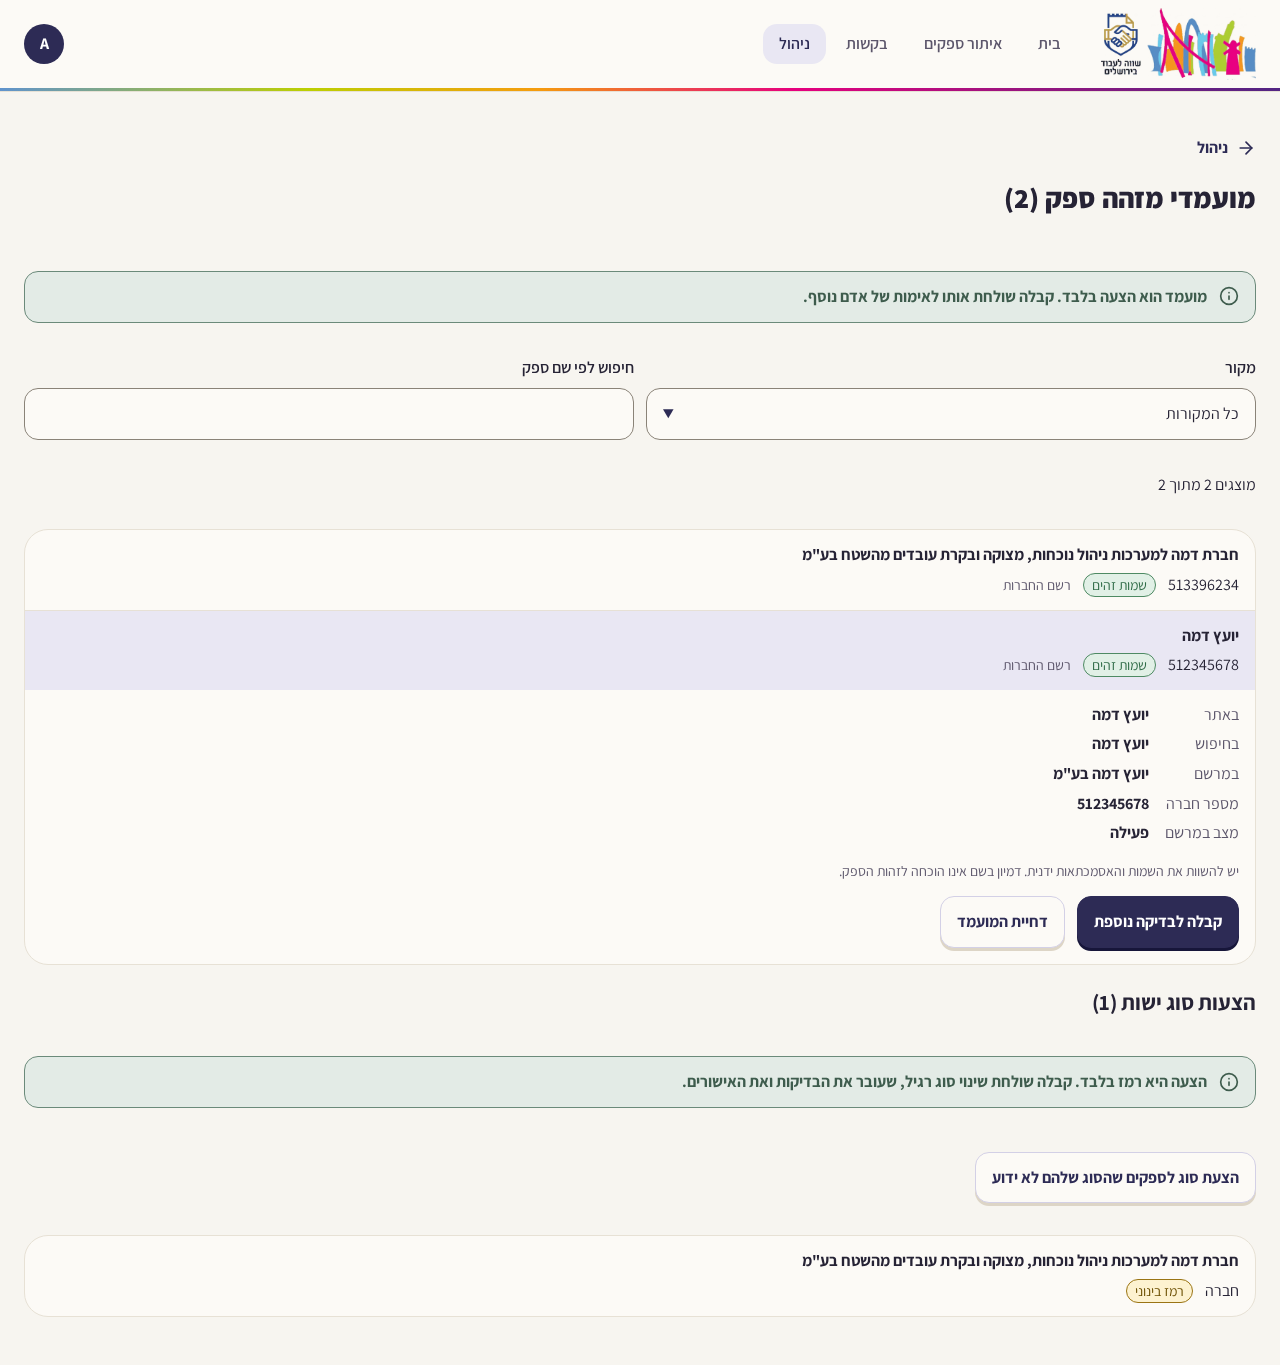 שווה לעבוד
בירושלים
בית
איתור ספקים
בקשות
ניהול
A
ניהול
מועמדי מזהה ספק (2)
מועמד הוא הצעה בלבד. קבלה שולחת אותו לאימות של אדם נוסף.
מקור
חיפוש לפי שם ספק
כל המקורות
מוצגים 2 מתוך 2
חברת דמה למערכות ניהול נוכחות, מצוקה ובקרת עובדים מהשטח בע"מ
513396234 שמות זהים רשם החברות
יועץ דמה
512345678 שמות זהים רשם החברות
באתר יועץ דמה
בחיפוש יועץ דמה
במרשם יועץ דמה בע"מ
מספר חברה 512345678
מצב במרשם פעילה
יש להשוות את השמות והאסמכתאות ידנית. דמיון בשם אינו הוכחה לזהות הספק.
קבלה לבדיקה נוספת
דחיית המועמד
הצעות סוג ישות (1)
הצעה היא רמז בלבד. קבלה שולחת שינוי סוג רגיל, שעובר את הבדיקות ואת האישורים.
הצעת סוג לספקים שהסוג שלהם לא ידוע
חברת דמה למערכות ניהול נוכחות, מצוקה ובקרת עובדים מהשטח בע"מ
חברה רמז בינוני